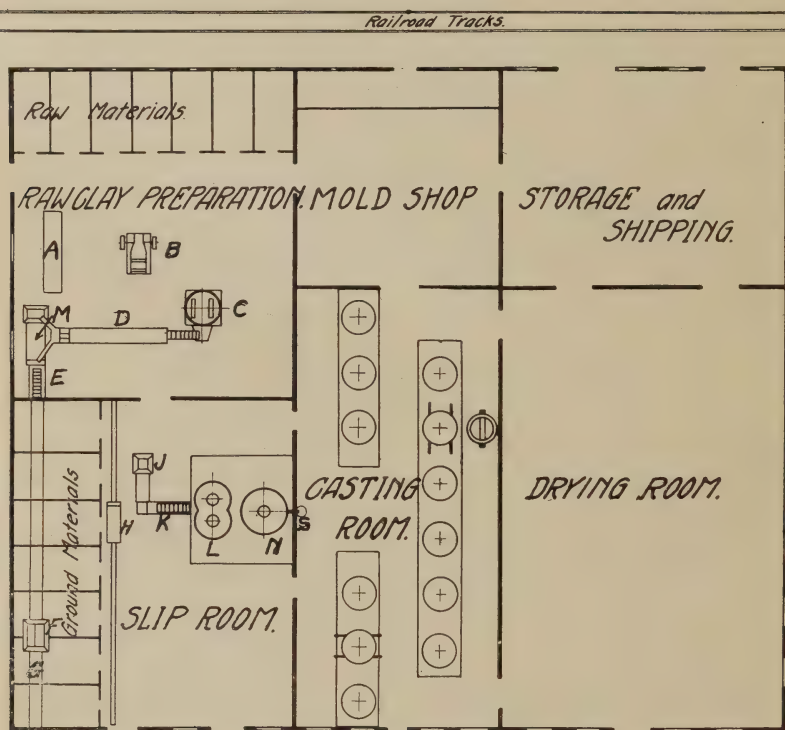 Railroad Tracks.
Raw Materials
RAW CLAY PREPARATION.
MOLD SHOP
STORAGE and
SHIPPING.
A
B
M
D
C
E
J
CASTING
ROOM.
DRYING ROOM.
Ground Materials
H
K
L
N
S
SLIP ROOM.
F